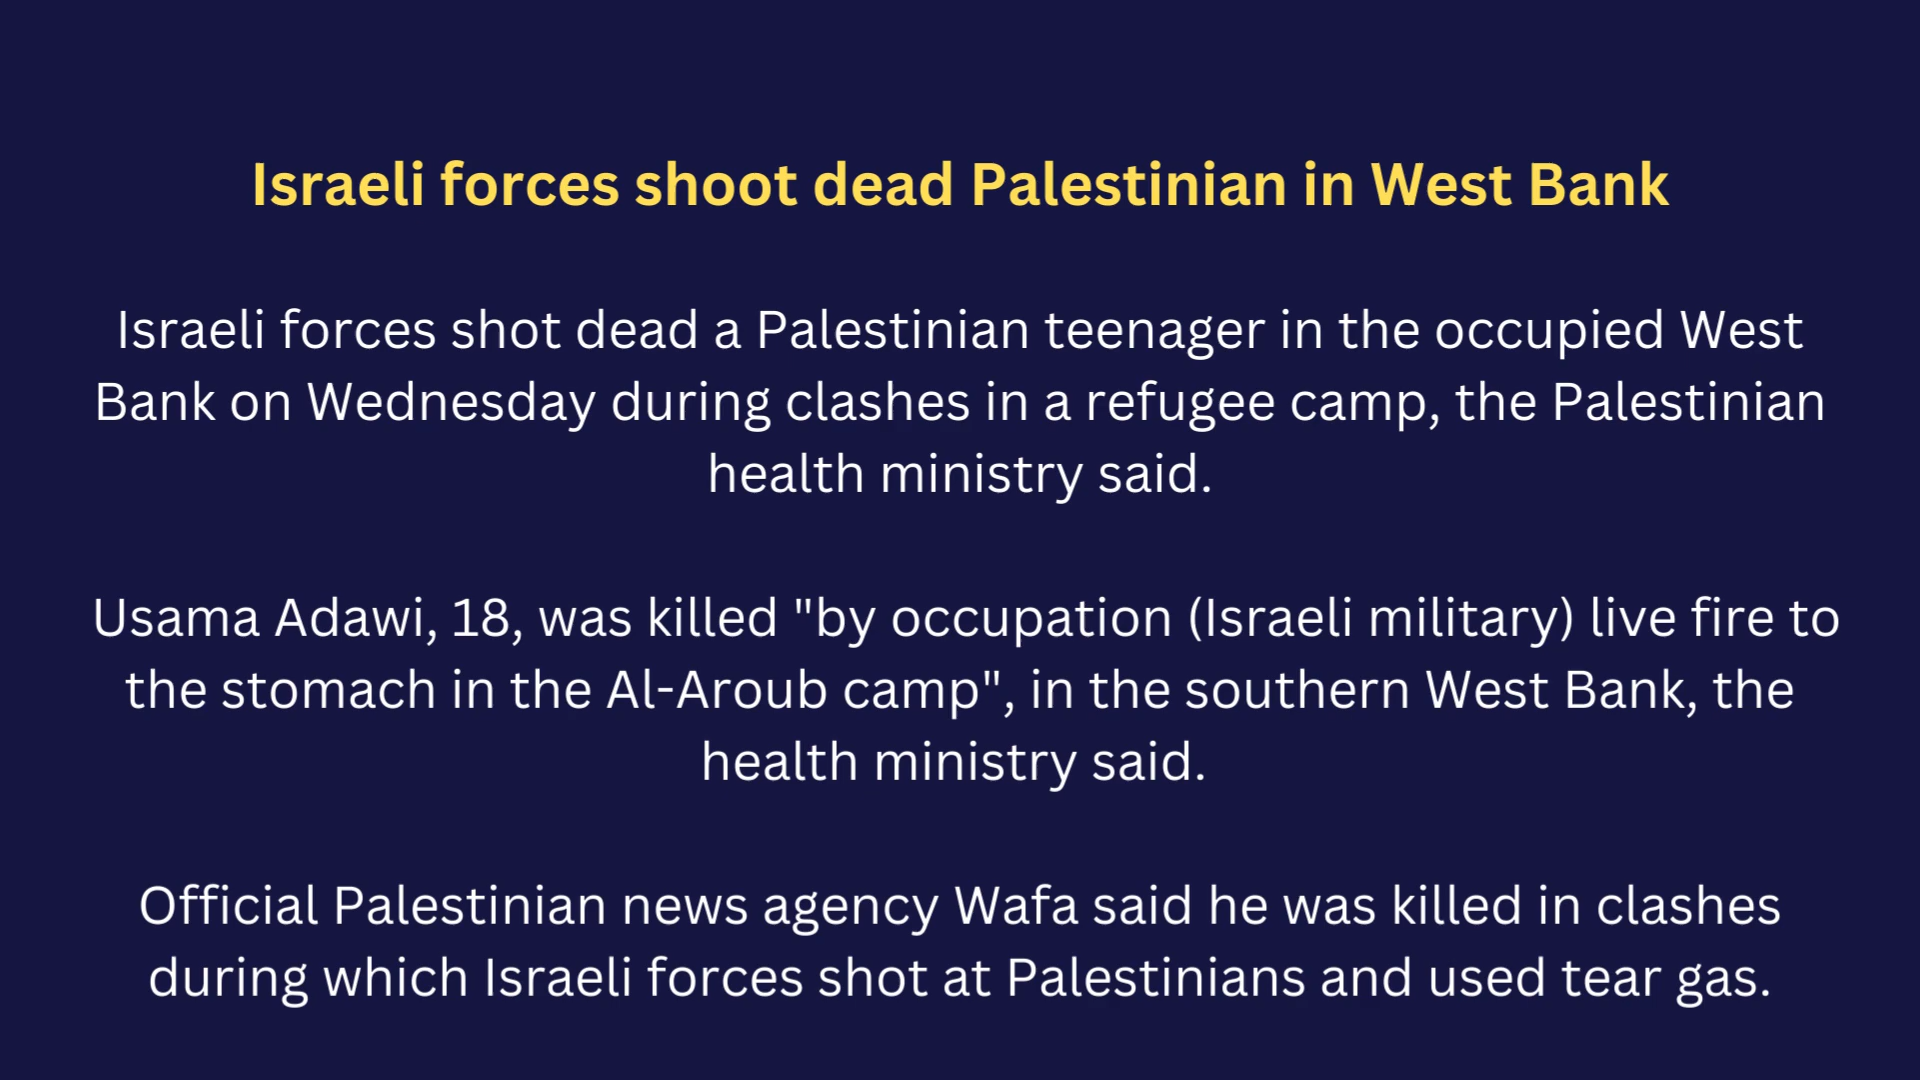 Israeli forces shoot dead Palestinian in West Bank
Israeli forces shot dead a Palestinian teenager in the occupied West
Bank on Wednesday during clashes in a refugee camp, the Palestinian
health ministry said.
Usama Adawi, 18, was killed "by occupation (Israeli military) live fire to
the stomach in the Al-Aroub camp", in the southern West Bank, the
health ministry said.
Official Palestinian news agency Wafa said he was killed in clashes
during which Israeli forces shot at Palestinians and used tear gas.